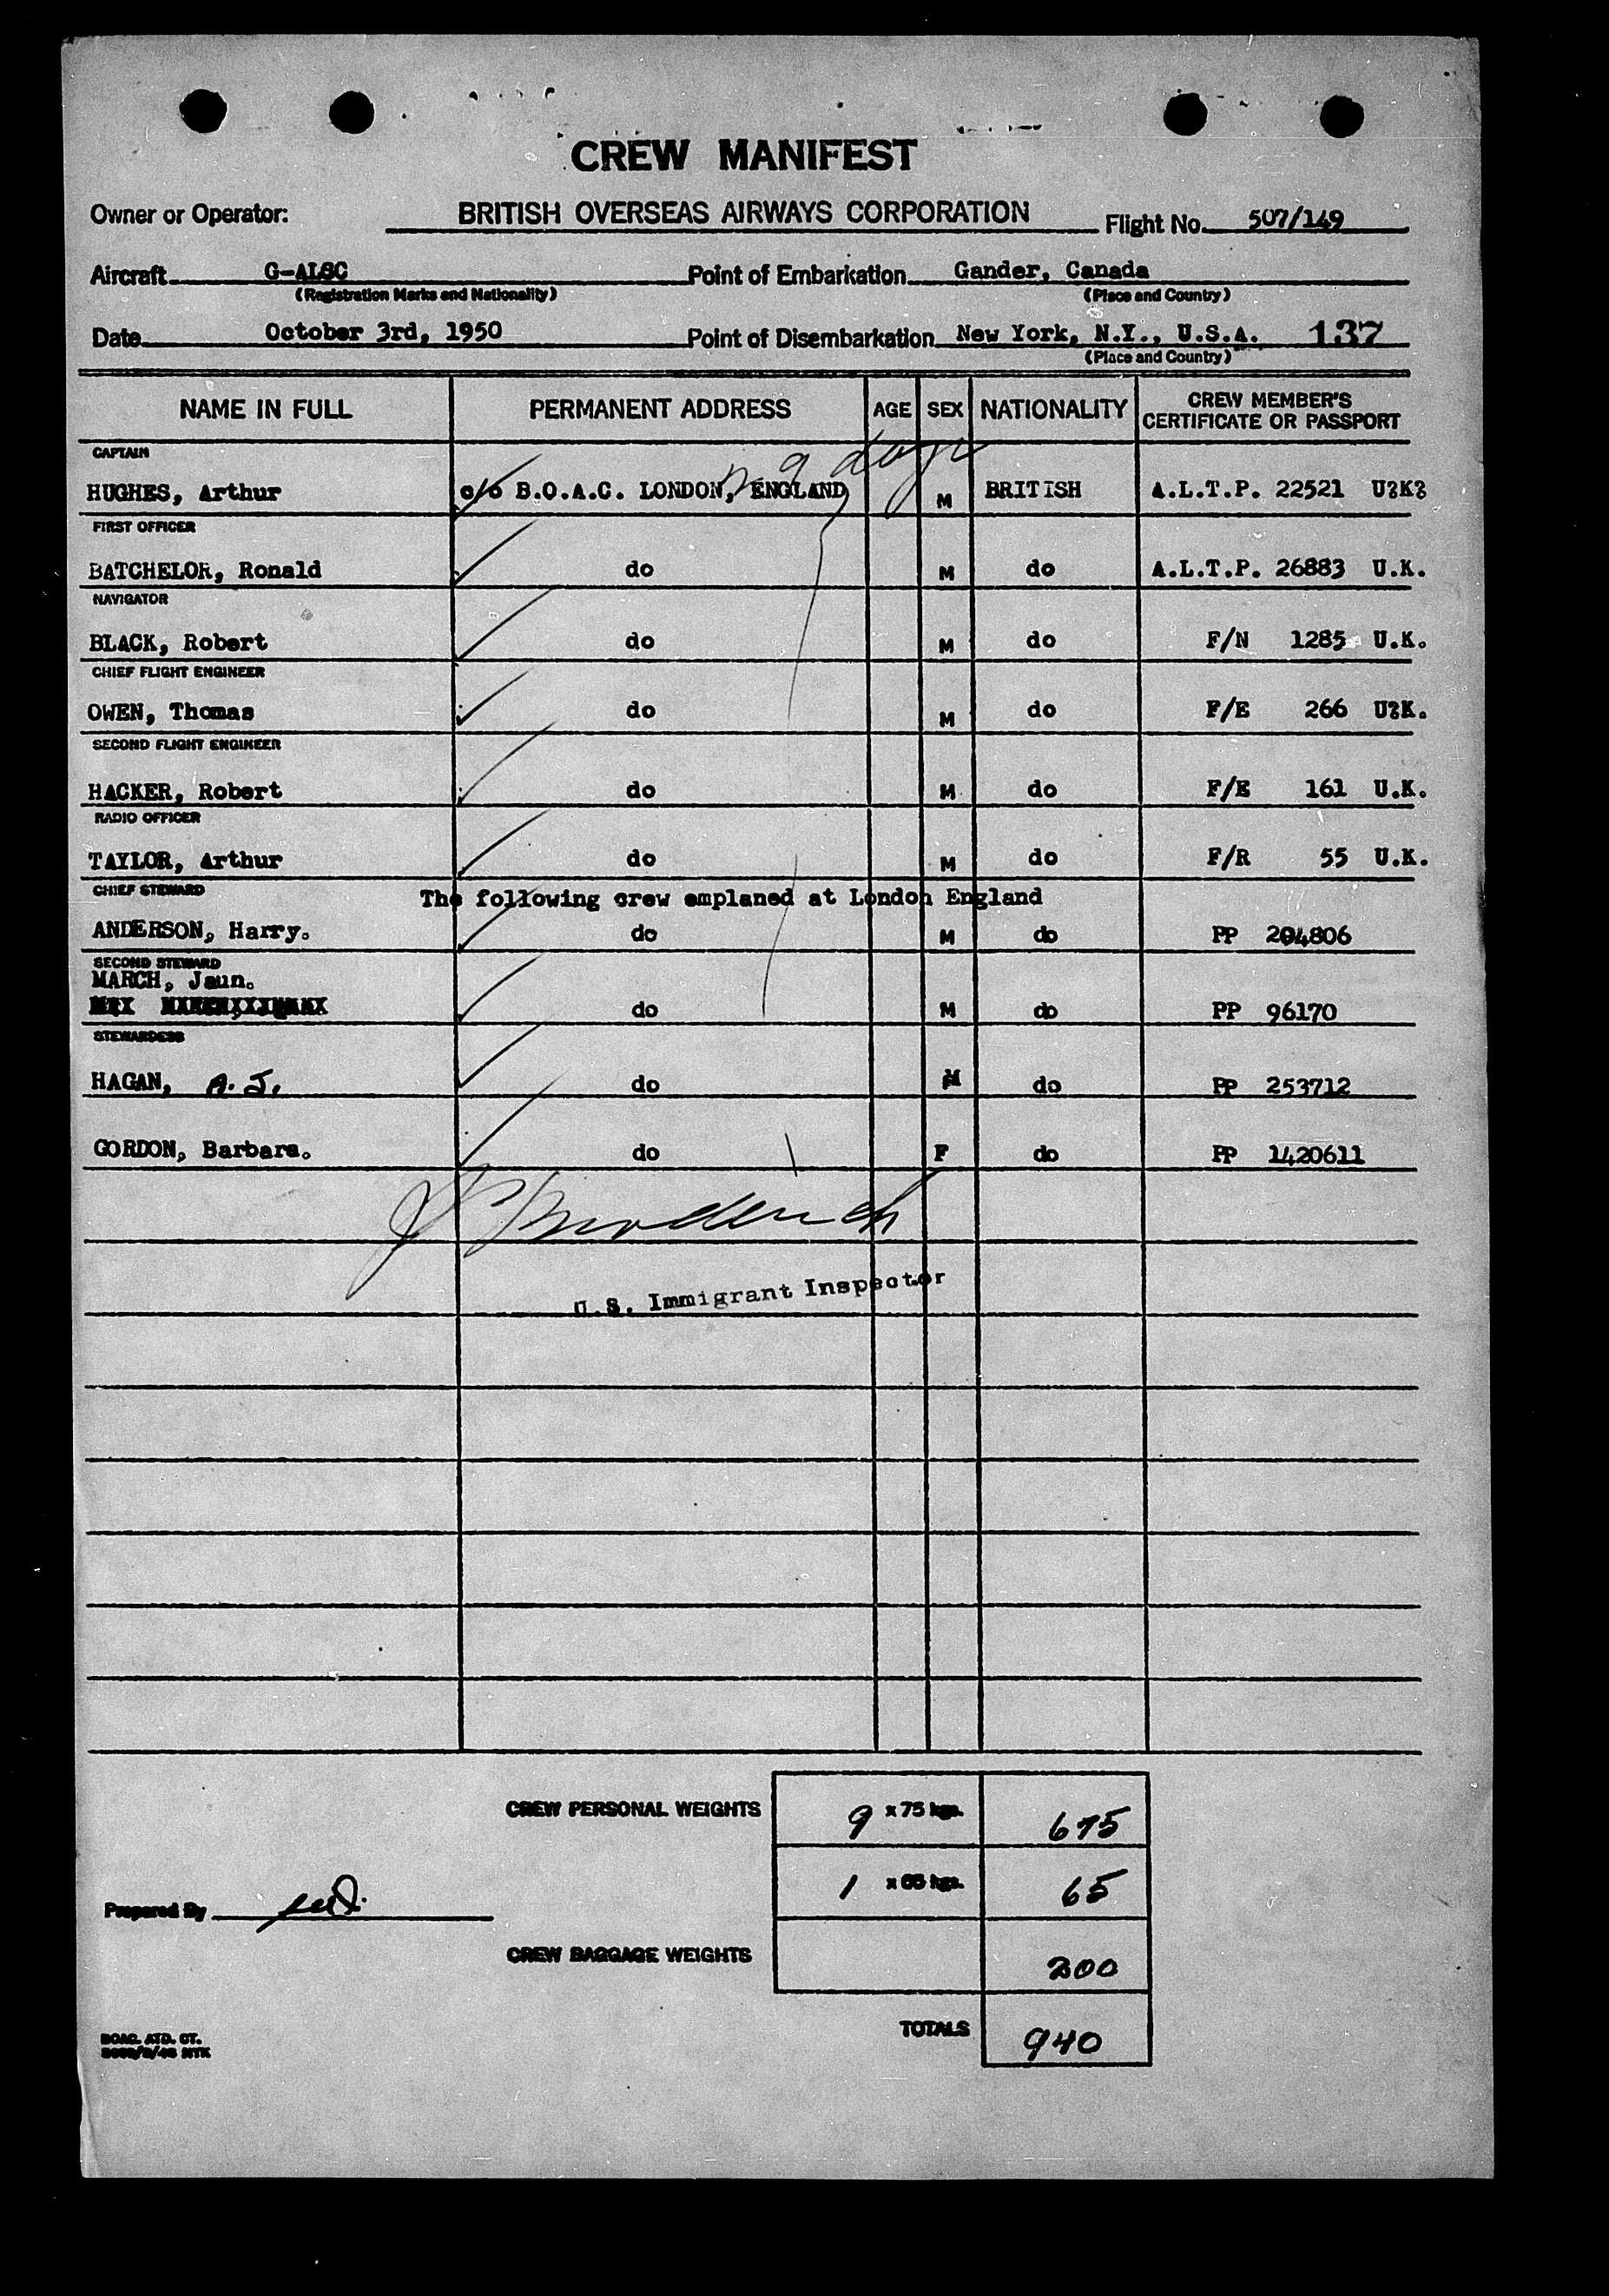 CREW MANIFEST
Owner or Operator: BRITISH OVERSEAS AIRWAYS CORPORATION Flight No. 507/149
Aircraft G-ALSC Point of Embarkation Gander, Canada
(Registration Marks and Nationality) (Place and Country)
Date October 3rd, 1950 Point of Disembarkation New York, N.Y., U.S.A. 137
(Place and Country)
NAME IN FULL PERMANENT ADDRESS AGE SEX NATIONALITY CREW MEMBER'S CERTIFICATE OR PASSPORT
9 days
CAPTAIN
HUGHES, Arthur c/o B.O.A.C. LONDON, ENGLAND M BRITISH A.L.T.P. 22521 U?K?
FIRST OFFICER
BATCHELOR, Ronald do M do A.L.T.P. 26883 U.K.
NAVIGATOR
BLACK, Robert do M do F/N 1285 U.K.
CHIEF FLIGHT ENGINEER
OWEN, Thomas do M do F/E 266 U?K.
SECOND FLIGHT ENGINEER
HACKER, Robert do M do F/E 161 U.K.
RADIO OFFICER
TAYLOR, Arthur do M do F/R 55 U.K.
CHIEF STEWARD The following crew emplaned at London England
ANDERSON, Harry. do M do PP 204806
SECOND STEWARD
MARCH, Jaun.
do M do PP 96170
STEWARDESS
HAGAN, A. J. do M do PP 253712
GORDON, Barbara. do F do PP 1420611
U.S. Immigrant Inspector
CREW PERSONAL WEIGHTS 9 x 75 kgs. 675
1 x 65 kgs. 65
Prepared By
CREW BAGGAGE WEIGHTS 200
TOTALS 940
BOAC. ATD. CT.